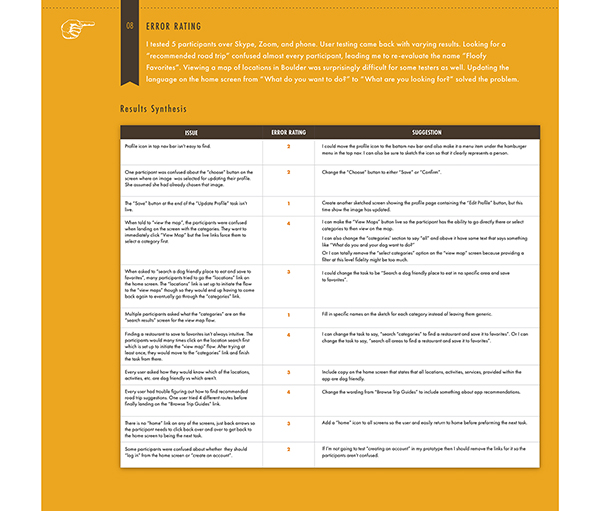 08 ERROR RATING
I tested 5 participants over Skype, Zoom, and phone. User testing came back with varying results. Looking for a
"recommended road trip" confused almost every participant, leading me to re-evaluate the name "Floofy
Favorites". Viewing a map of locations in Boulder was surprisingly difficult for some testers as well. Updating the
language on the home screen from "What do you want to do?" to "What are you looking for?" solved the problem.
Results Synthesis
ISSUE ERROR RATING SUGGESTION
Profile icon in top nav bar isn't easy to find.
2
I could move the profile icon to the bottom nav bar and also make it a menu item under the hamburger
menu in the top nav. I can also be sure to sketch the icon so that it clearly represents a person.
One participant was confused about the "choose" button on the
screen where an image was selected for updating their profile.
She assumed she had already chosen that image.
2
Change the "Choose" button to either "Save" or "Confirm".
The "Save" button at the end of the "Update Profile" task isn't
live.
1
Create another sketched screen showing the profile page containing the "Edit Profile" button, but this
time show the image has updated.
When told to "view the map", the participants were confused
when landing on the screen with the categories. They want to
immediately click "View Map" but the live links force them to
select a category first.
4
I can make the "View Maps" button live so the participant has the ability to go directly there or select
categories to then view on the map.
I can also change the "categories' section to say "all" and above it have some text that says something
like "What do you and your dog want to do?"
Or I can totally remove the "select categories" option on the "view map" screen because providing a
filter at this level fidelity might be too much.
When asked to "search a dog friendly place to eat and save to
favorites", many participants tried to go the "locations" link on
the home screen. The "locations" link is set up to initiate the flow
to the "view maps" though so they would end up having to come
back again to eventually go through the "categories" link.
3
I could change the task to be "Search a dog friendly place to eat in no specific area and save
to favorites".
Multiple participants asked what the "categories" are on the
"search results" screen for the view map flow.
1
Fill in specific names on the sketch for each category instead of leaving them generic.
Finding a restaurant to save to favorites isn't always intuitive. The
participants would many times click on the location search first
which is set up to initiate the "view map" flow. After trying at
least once, they would move to the "categories" link and finish
the task from there.
4
I can change the task to say, "search "categories" to find a restaurant and save it to favorites". Or I can
change the task to say, "search all areas to find a restaurant and save it to favorites".
Every user asked how they would know which of the locations,
activities, etc. are dog friendly vs which aren't.
5
Include copy on the home screen that states that all locations, activities, services, provided within the
app are dog friendly.
Every user had trouble figuring out how to find recommended
road trip suggestions. One user tried 4 different routes before
finally landing on the "Browse Trip Guides" link.
4
Change the wording from "Browse Trip Guides" to include something about app recommendations.
There is no "home" link on any of the screens, just back arrows so
the participant needs to click back over and over to get back to
the home screen to being the next task.
3
Add a "home" icon to all screens so the user and easily return to home before preforming the next task.
Some participants were confused about whether they should
"log in" from the home screen or "create an account".
2
If I'm not going to test "creating an account" in my prototype then I should remove the links for it so the
participants aren't confused.